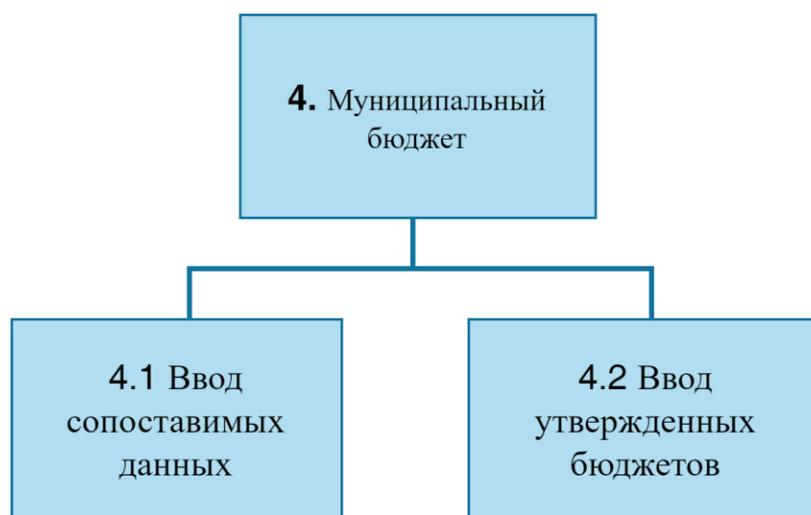 4. Муниципальный
бюджет
4.1 Ввод
сопоставимых
данных
4.2 Ввод
утвержденных
бюджетов